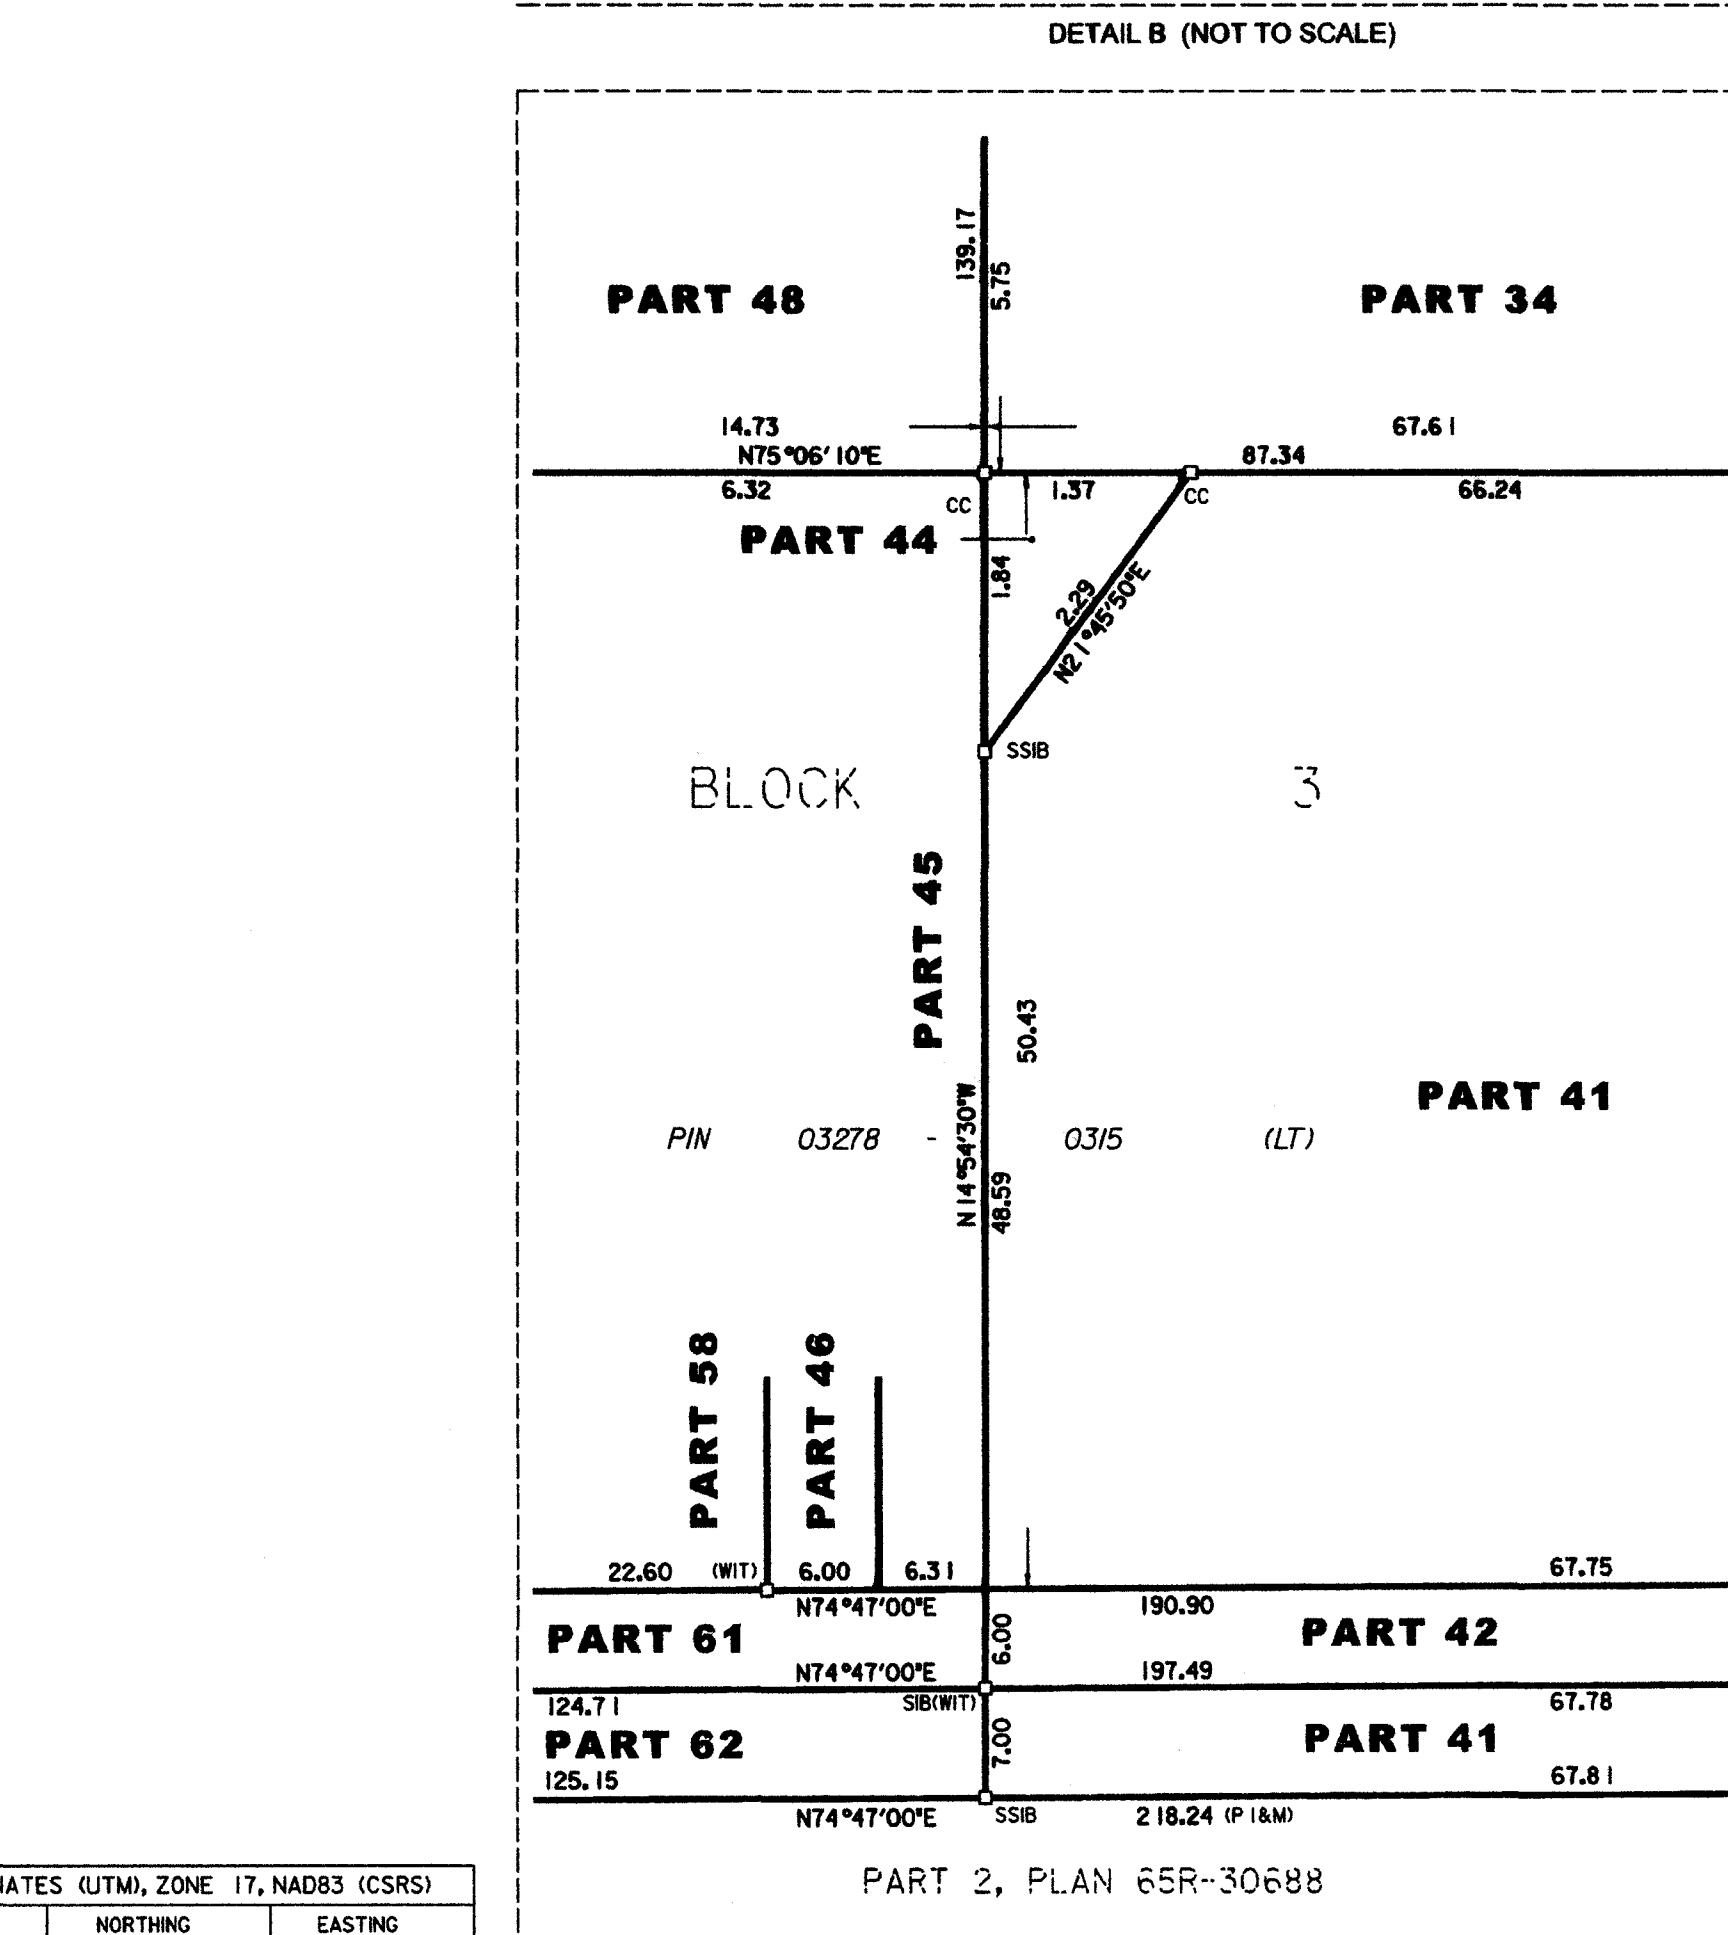 DETAIL B (NOT TO SCALE)
139.17
5.75
PART 48
PART 34
14.73
67.61
N75°06'10"E
87.34
6.32
1.37
66.24
CC
CC
PART 44
1.84
2.29
N21°45'50"E
SSIB
BLOCK 3
PART 45
50.43
PART 41
N14°54'30"W
PIN 03278 - 0315 (LT)
48.59
PART 58
PART 46
22.60 (WIT) 6.00 6.31
67.75
N74°47'00"E
190.90
PART 61
6.00
PART 42
N74°47'00"E
197.49
124.71
SIB(WIT)
67.78
PART 62
7.00
PART 41
125.15
67.81
N74°47'00"E
SSIB
218.24 (P1&M)
PART 2, PLAN 65R-30688
(UTM), ZONE 17, NAD83 (CSRS)
NORTHING EASTING